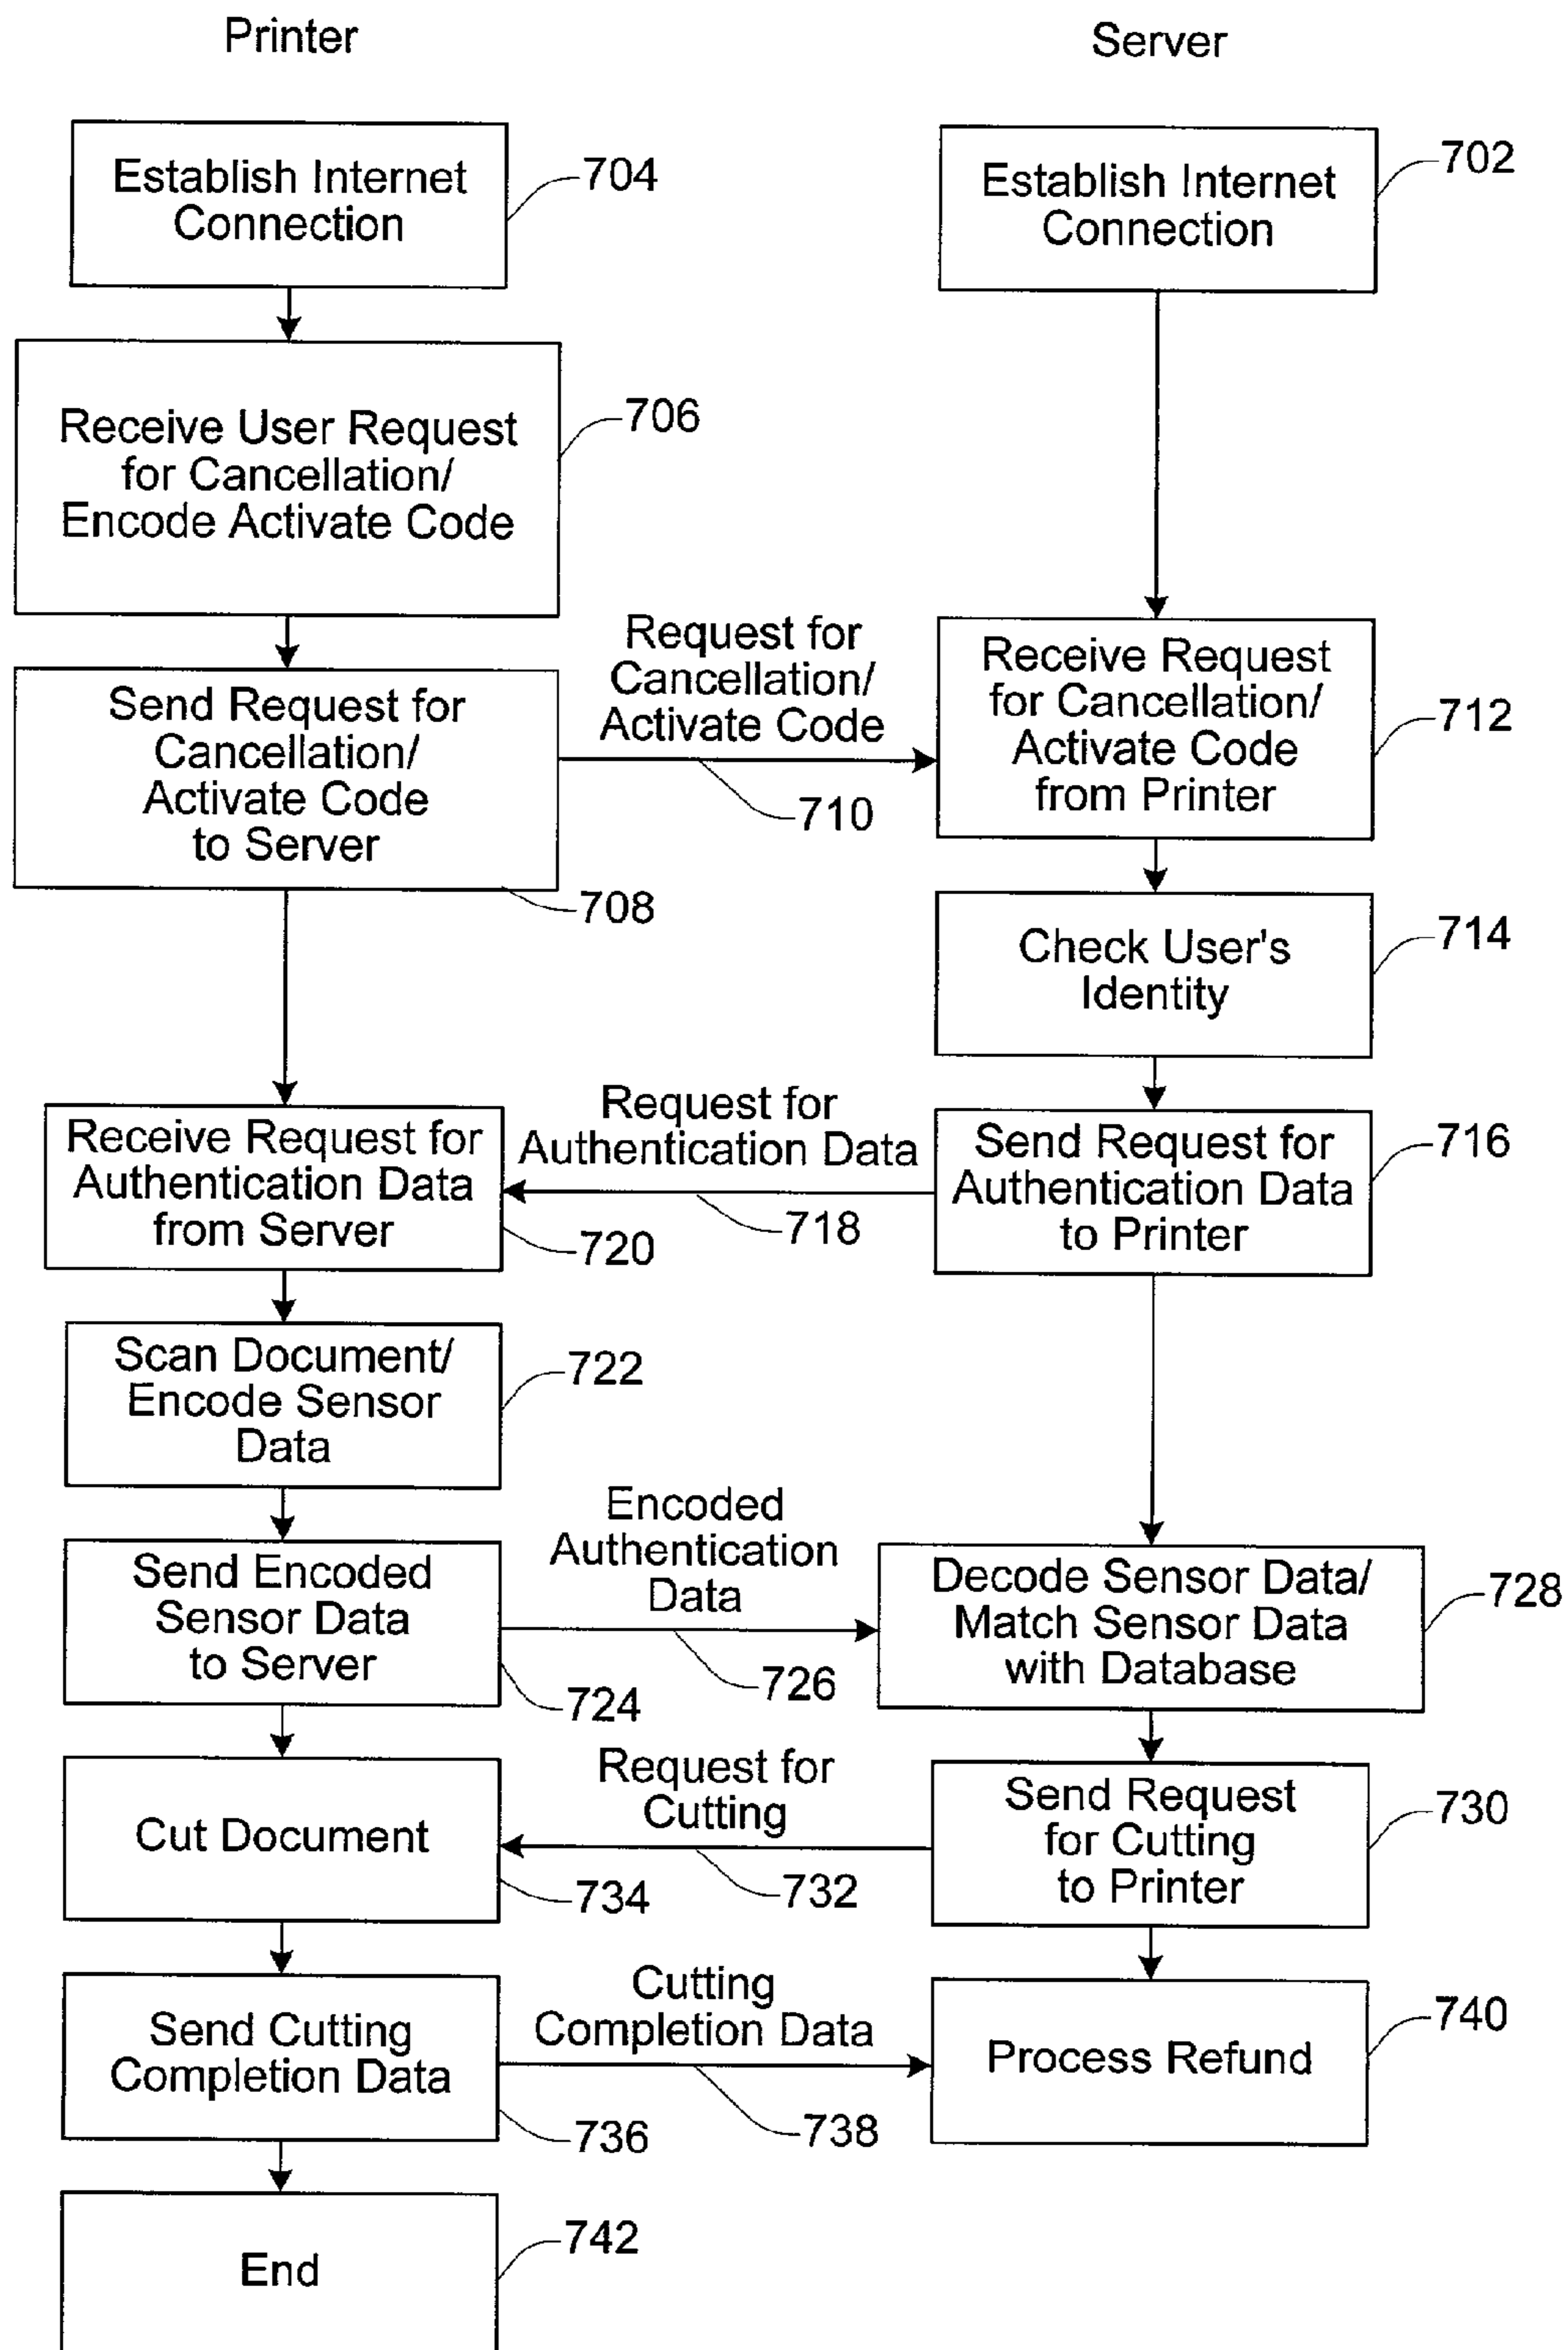 Printer
Server
Establish Internet
Connection
704
Establish Internet
Connection
702
Receive User Request
for Cancellation/
Encode Activate Code
706
Send Request for
Cancellation/
Activate Code
to Server
708
Request for
Cancellation/
Activate Code
710
Receive Request
for Cancellation/
Activate Code
from Printer
712
Check User's
Identity
714
Receive Request for
Authentication Data
from Server
720
Request for
Authentication Data
718
Send Request for
Authentication Data
to Printer
716
Scan Document/
Encode Sensor
Data
722
Send Encoded
Sensor Data
to Server
724
Encoded
Authentication
Data
726
Decode Sensor Data/
Match Sensor Data
with Database
728
Cut Document
734
Request for
Cutting
732
Send Request
for Cutting
to Printer
730
Send Cutting
Completion Data
736
Cutting
Completion Data
738
Process Refund
740
End
742